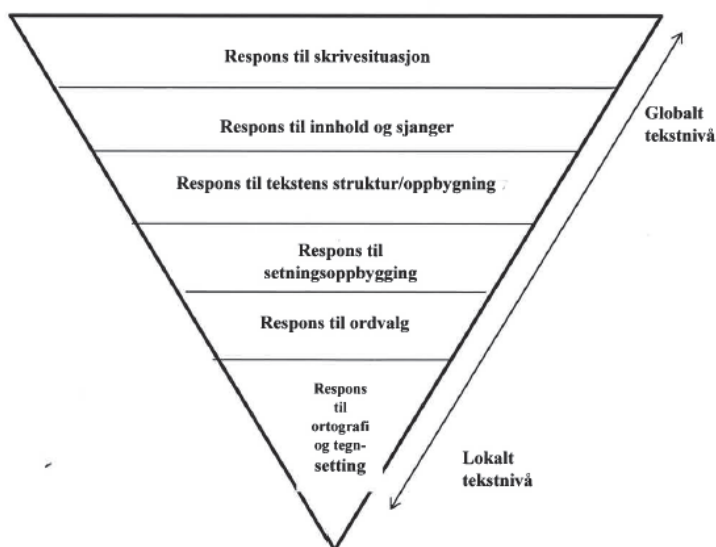 Respons til skrivesituasjon
Respons til innhold og sjanger
Globalt
tekstnivå
Respons til tekstens struktur/oppbygning
Respons til
setningsoppbygging
Respons til ordvalg
Respons
til
ortografi
og tegn-
setting
Lokalt
tekstnivå